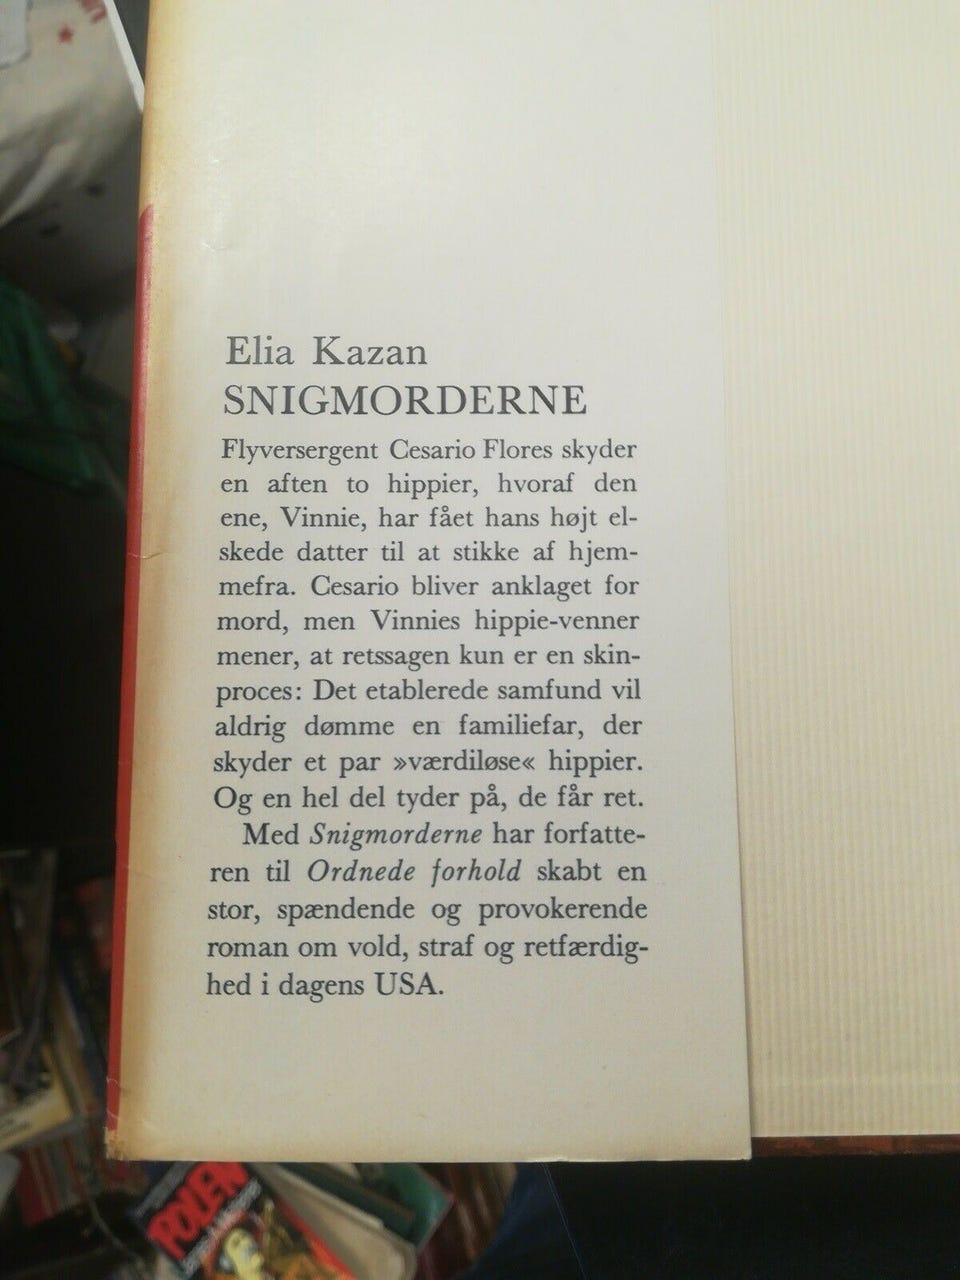 Elia Kazan
SNIGMORDERNE
Flyversergent Cesario Flores skyder
en aften to hippier, hvoraf den
ene, Vinnie, har fået hans højt el-
skede datter til at stikke af hjem-
mefra. Cesario bliver anklaget for
mord, men Vinnies hippie-venner
mener, at retssagen kun er en skin-
proces: Det etablerede samfund vil
aldrig dømme en familiefar, der
skyder et par »værdiløse« hippier.
Og en hel del tyder på, de får ret.
Med Snigmorderne har forfatte-
ren til Ordnede forhold skabt en
stor, spændende og provokerende
roman om vold, straf og retfærdig-
hed i dagens USA.
POLEN